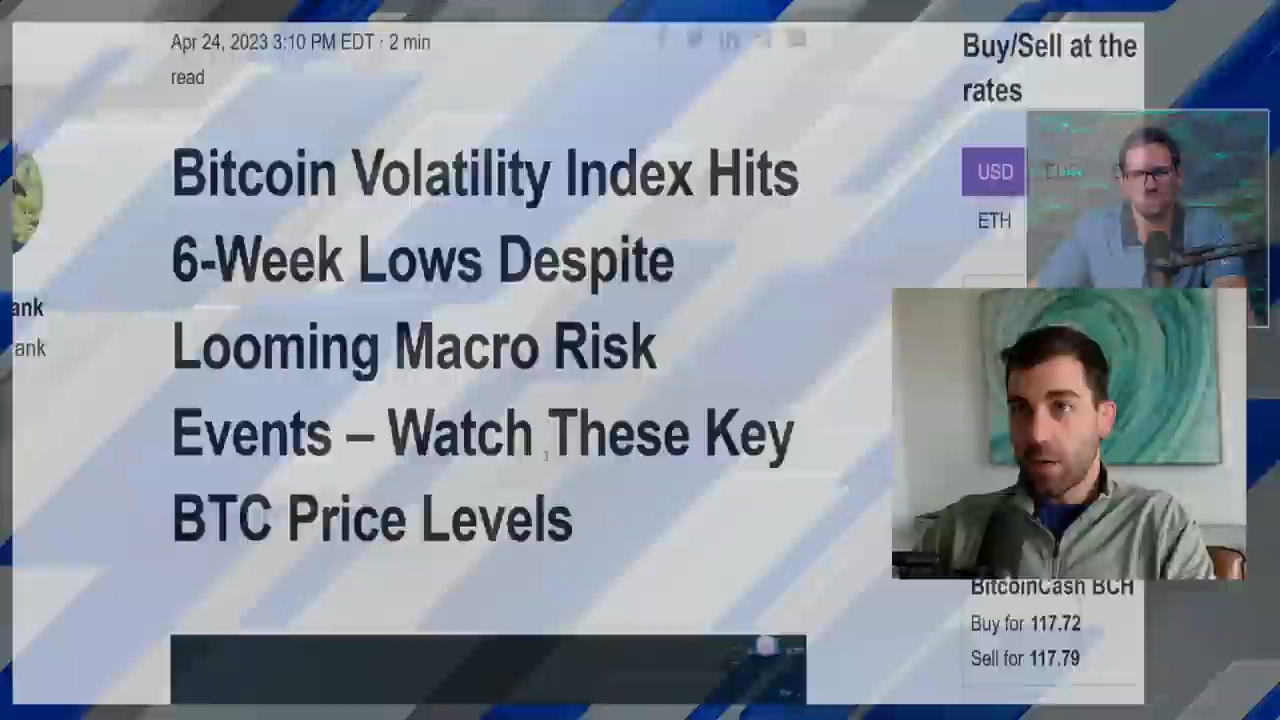 Apr 24, 2023 3:10 PM EDT · 2 min
read
Bitcoin Volatility Index Hits
6-Week Lows Despite
Looming Macro Risk
Events – Watch These Key
BTC Price Levels
ank
ank
Buy/Sell at the
rates
USD
EUR
ETH
BitcoinCash BCH
Buy for 117.72
Sell for 117.79